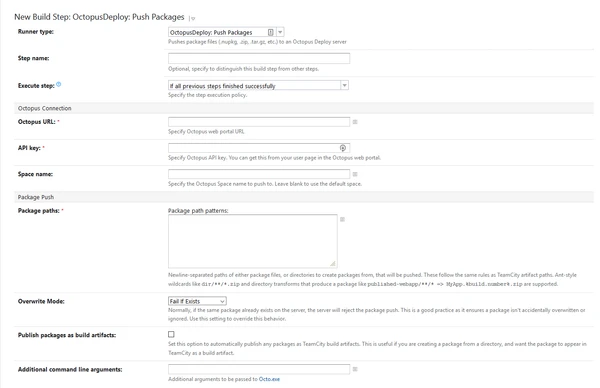 New Build Step: OctopusDeploy: Push Packages
Runner type:
OctopusDeploy: Push Packages
Pushes package files (.nupkg, .zip, .tar.gz, etc.) to an Octopus Deploy server
Step name:
Optional, specify to distinguish this build step from other steps.
Execute step:
If all previous steps finished successfully
Specify the step execution policy.
Octopus Connection
Octopus URL: *
Specify Octopus web portal URL
API key: *
Specify Octopus API key. You can get this from your user page in the Octopus web portal.
Space name:
Specify the Octopus Space name to push to. Leave blank to use the default space.
Package Push
Package paths: *
Package path patterns:
Newline-separated paths of either package files, or directories to create packages from, that will be pushed. These follow the same rules as TeamCity artifact paths. Ant-style
wildcards like dir/**/*.zip and directory transforms that produce a package like published-webapp/**/* => MyApp.%build.number%.zip are supported.
Overwrite Mode:
Fail If Exists
Normally, if the same package already exists on the server, the server will reject the package push. This is a good practice as it ensures a package isn't accidentally overwritten or
ignored. Use this setting to override this behavior.
Publish packages as build artifacts:
Set this option to automatically publish any packages as TeamCity build artifacts. This is useful if you are creating a package from a directory, and want the package to appear in
TeamCity as a build artifact.
Additional command line arguments:
Additional arguments to be passed to Octo.exe